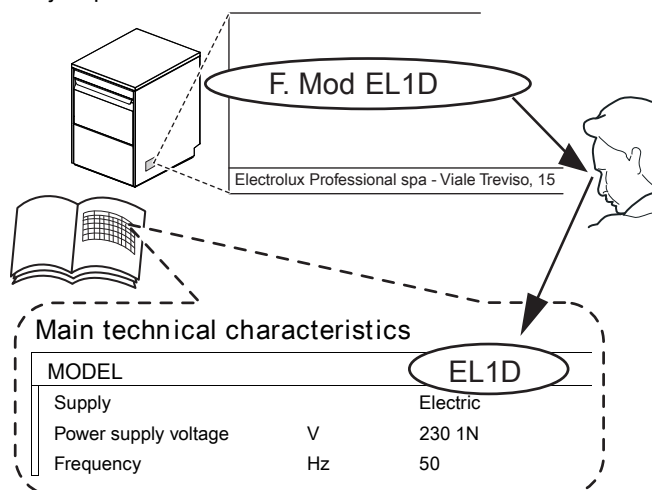 F. Mod EL1D
Electrolux Professional spa - Viale Treviso, 15
Main technical characteristics
MODEL EL1D
Supply Electric
Power supply voltage V 230 1N
Frequency Hz 50